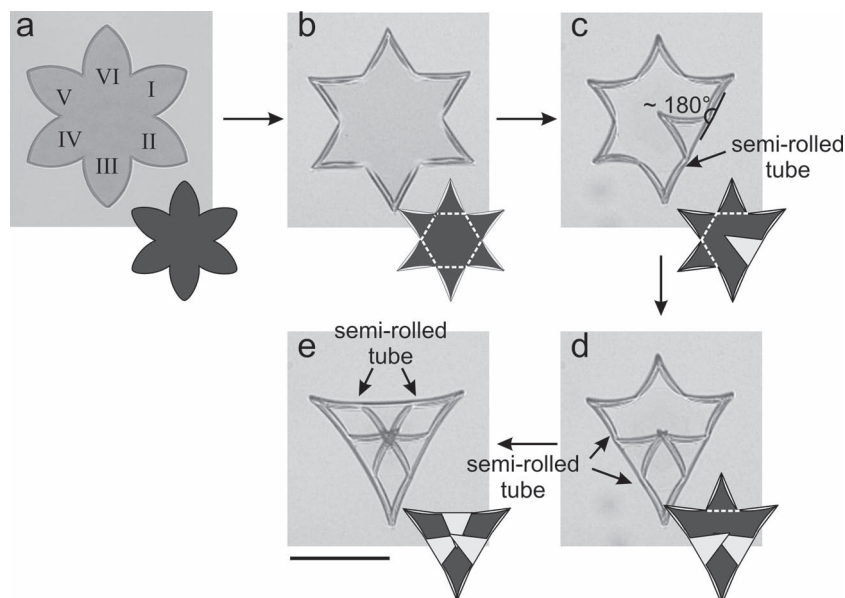 a
VI
V
I
IV
II
III
b
c
~ 180°
semi-rolled
tube
e
semi-rolled
tube
d
semi-rolled
tube